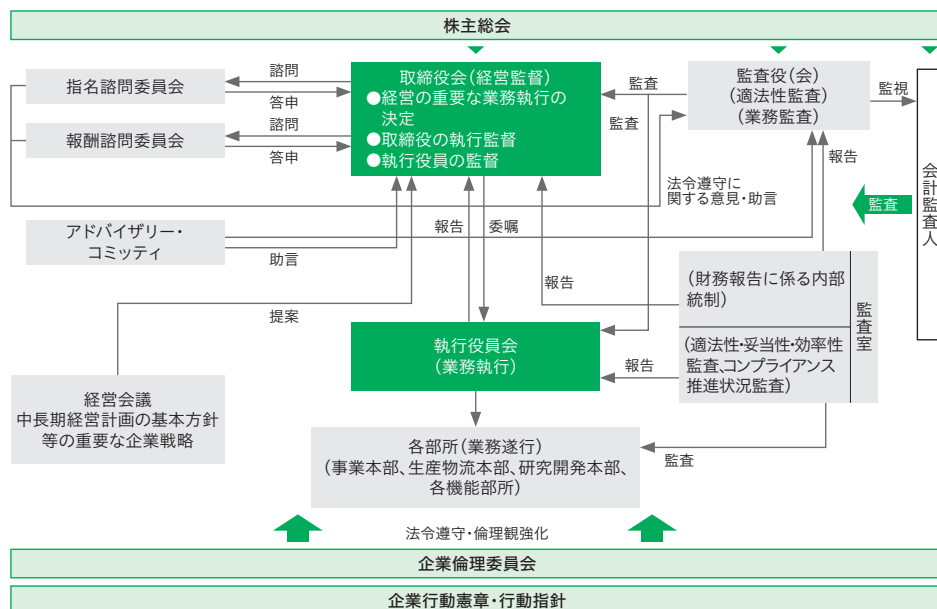 株主総会
指名諮問委員会
諮問
答申
報酬諮問委員会
諮問
答申
取締役会(経営監督)
●経営の重要な業務執行の
決定
●取締役の執行監督
●執行役員の監督
監査
監査
監査役(会)
(適法性監査)
(業務監査)
監視
会計監査人
監査
報告
法令遵守に
関する意見・助言
アドバイザリー・
コミッティ
助言
報告
委嘱
報告
提案
(財務報告に係る内部
統制)
監査室
(適法性・妥当性・効率性
監査、コンプライアンス
推進状況監査)
執行役員会
(業務執行)
報告
経営会議
中長期経営計画の基本方針
等の重要な企業戦略
各部所(業務遂行)
(事業本部、生産物流本部、研究開発本部、
各機能部所)
監査
法令遵守・倫理観強化
企業倫理委員会
企業行動憲章・行動指針